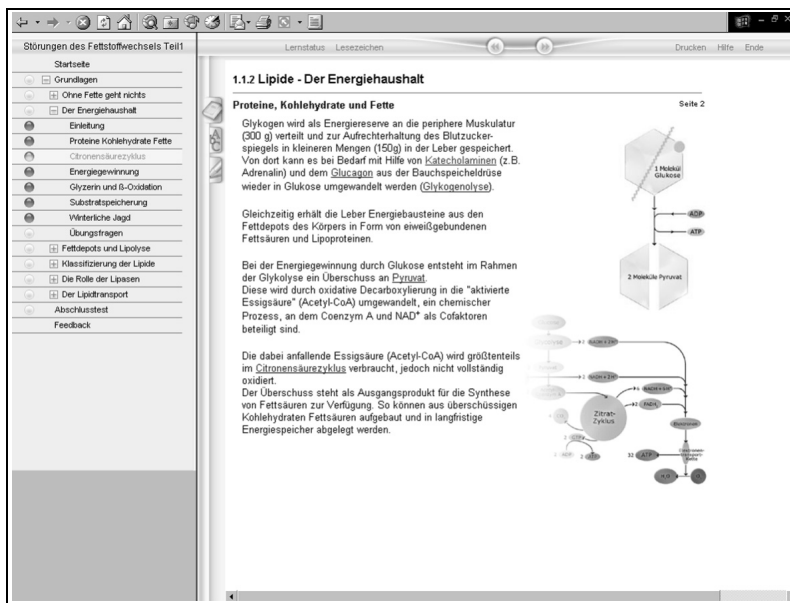 Störungen des Fettstoffwechsels Teil1
Lernstatus Lesezeichen
Drucken Hilfe Ende
Startseite
Grundlagen
Ohne Fette geht nichts
Der Energiehaushalt
Einleitung
Proteine Kohlehydrate Fette
Citronensäurezyklus
Energiegewinnung
Glyzerin und ß-Oxidation
Substratspeicherung
Winterliche Jagd
Übungsfragen
Fettdepots und Lipolyse
Klassifizierung der Lipide
Die Rolle der Lipasen
Der Lipidtransport
Abschlusstest
Feedback
1.1.2 Lipide - Der Energiehaushalt
Proteine, Kohlehydrate und Fette
Seite 2
Glykogen wird als Energiereserve an die periphere Muskulatur
(300 g) verteilt und zur Aufrechterhaltung des Blutzucker-
spiegels in kleineren Mengen (150g) in der Leber gespeichert.
Von dort kann es bei Bedarf mit Hilfe von Katecholaminen (z.B.
Adrenalin) und dem Glucagon aus der Bauchspeicheldrüse
wieder in Glukose umgewandelt werden (Glykogenolyse).
Gleichzeitig erhält die Leber Energiebausteine aus den
Fettdepots des Körpers in Form von eiweißgebundenen
Fettsäuren und Lipoproteinen.
Bei der Energiegewinnung durch Glukose entsteht im Rahmen
der Glykolyse ein Überschuss an Pyruvat.
Diese wird durch oxidative Decarboxylierung in die "aktivierte
Essigsäure" (Acetyl-CoA) umgewandelt, ein chemischer
Prozess, an dem Coenzym A und NAD+ als Cofaktoren
beteiligt sind.
Die dabei anfallende Essigsäure (Acetyl-CoA) wird größtenteils
im Citronensäurezyklus verbraucht, jedoch nicht vollständig
oxidiert.
Der Überschuss steht als Ausgangsprodukt für die Synthese
von Fettsäuren zur Verfügung. So können aus überschüssigen
Kohlehydraten Fettsäuren aufgebaut und in langfristige
Energiespeicher abgelegt werden.
1 Molekül
Glukose
ADP
ATP
2 Moleküle Pyruvat
Zitrat-
Zyklus
32 ATP